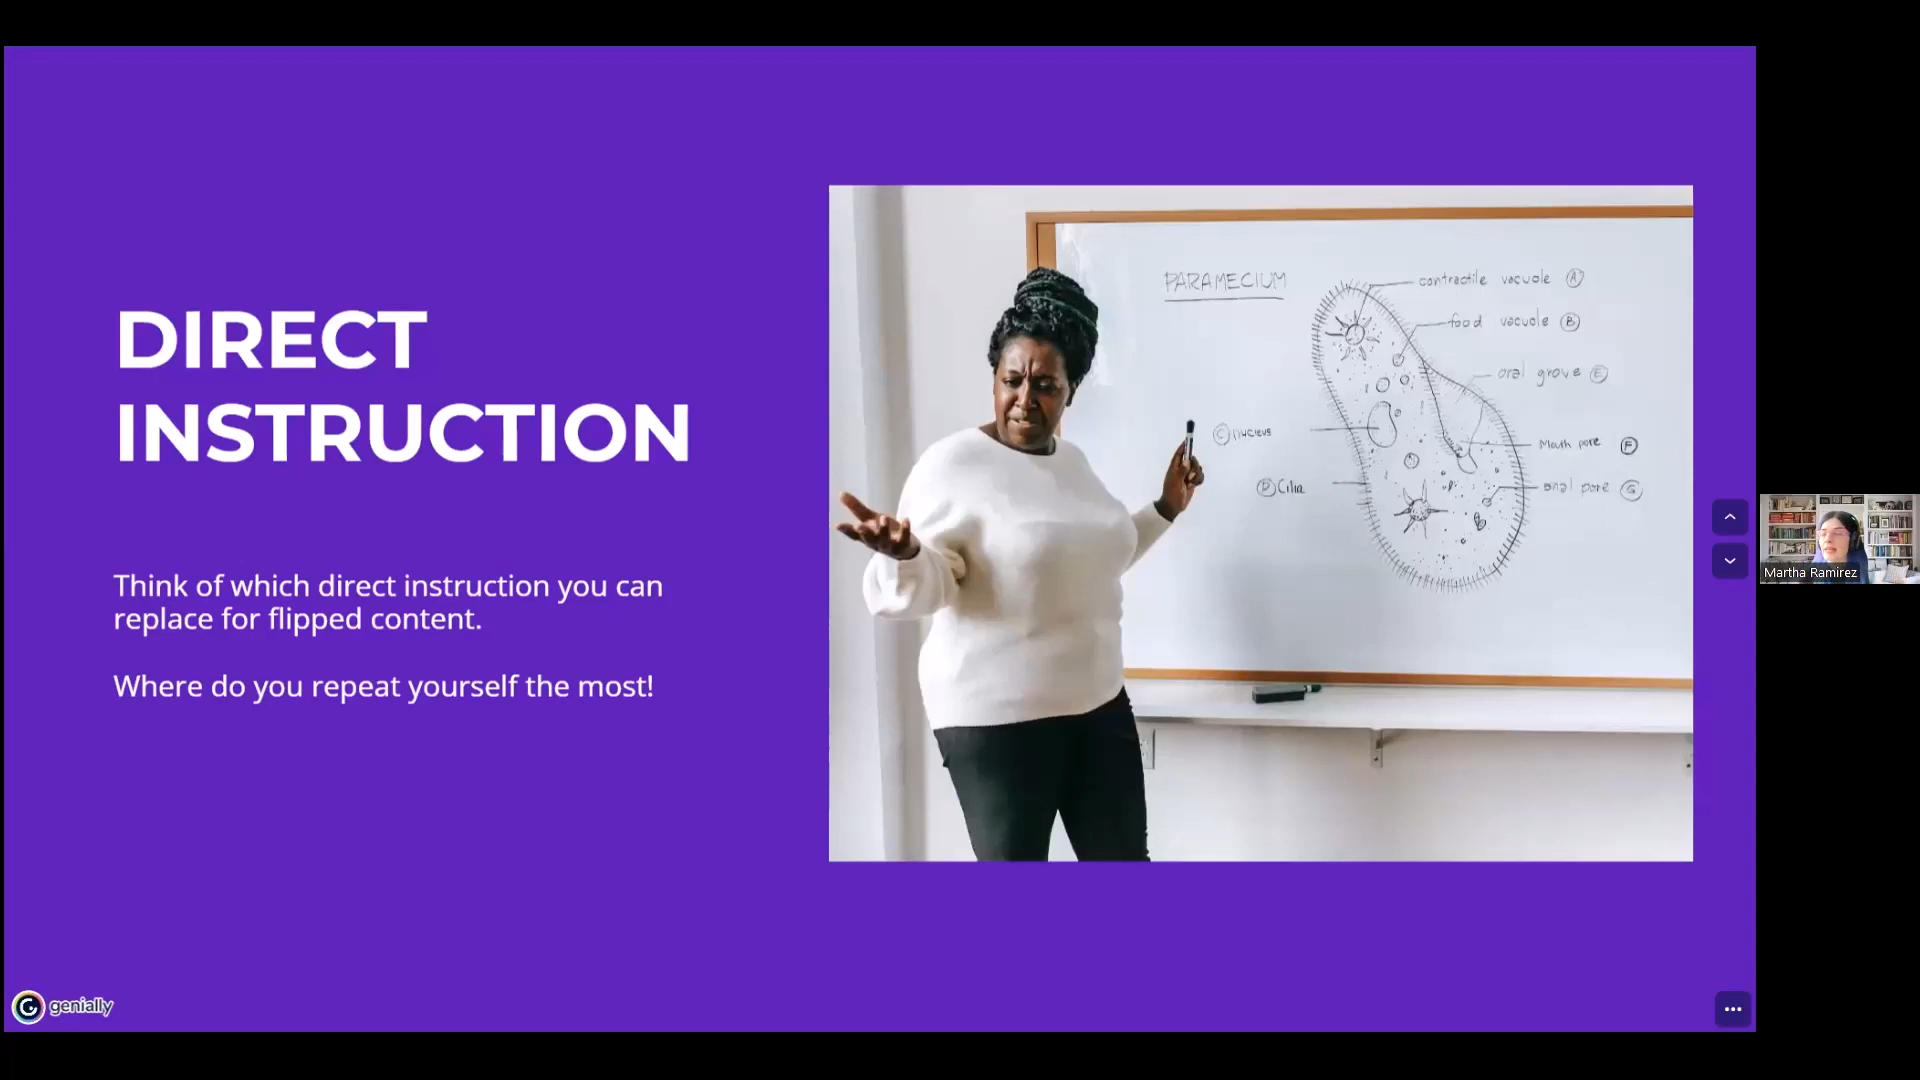 DIRECT
INSTRUCTION
Think of which direct instruction you can
replace for flipped content.
Where do you repeat yourself the most!
PARAMECIUM
contractile vacuole A
food vacuole B
oral grove E
C nucleus
Mouth pore F
D Cilia
anal pore G
Martha Ramirez
genially